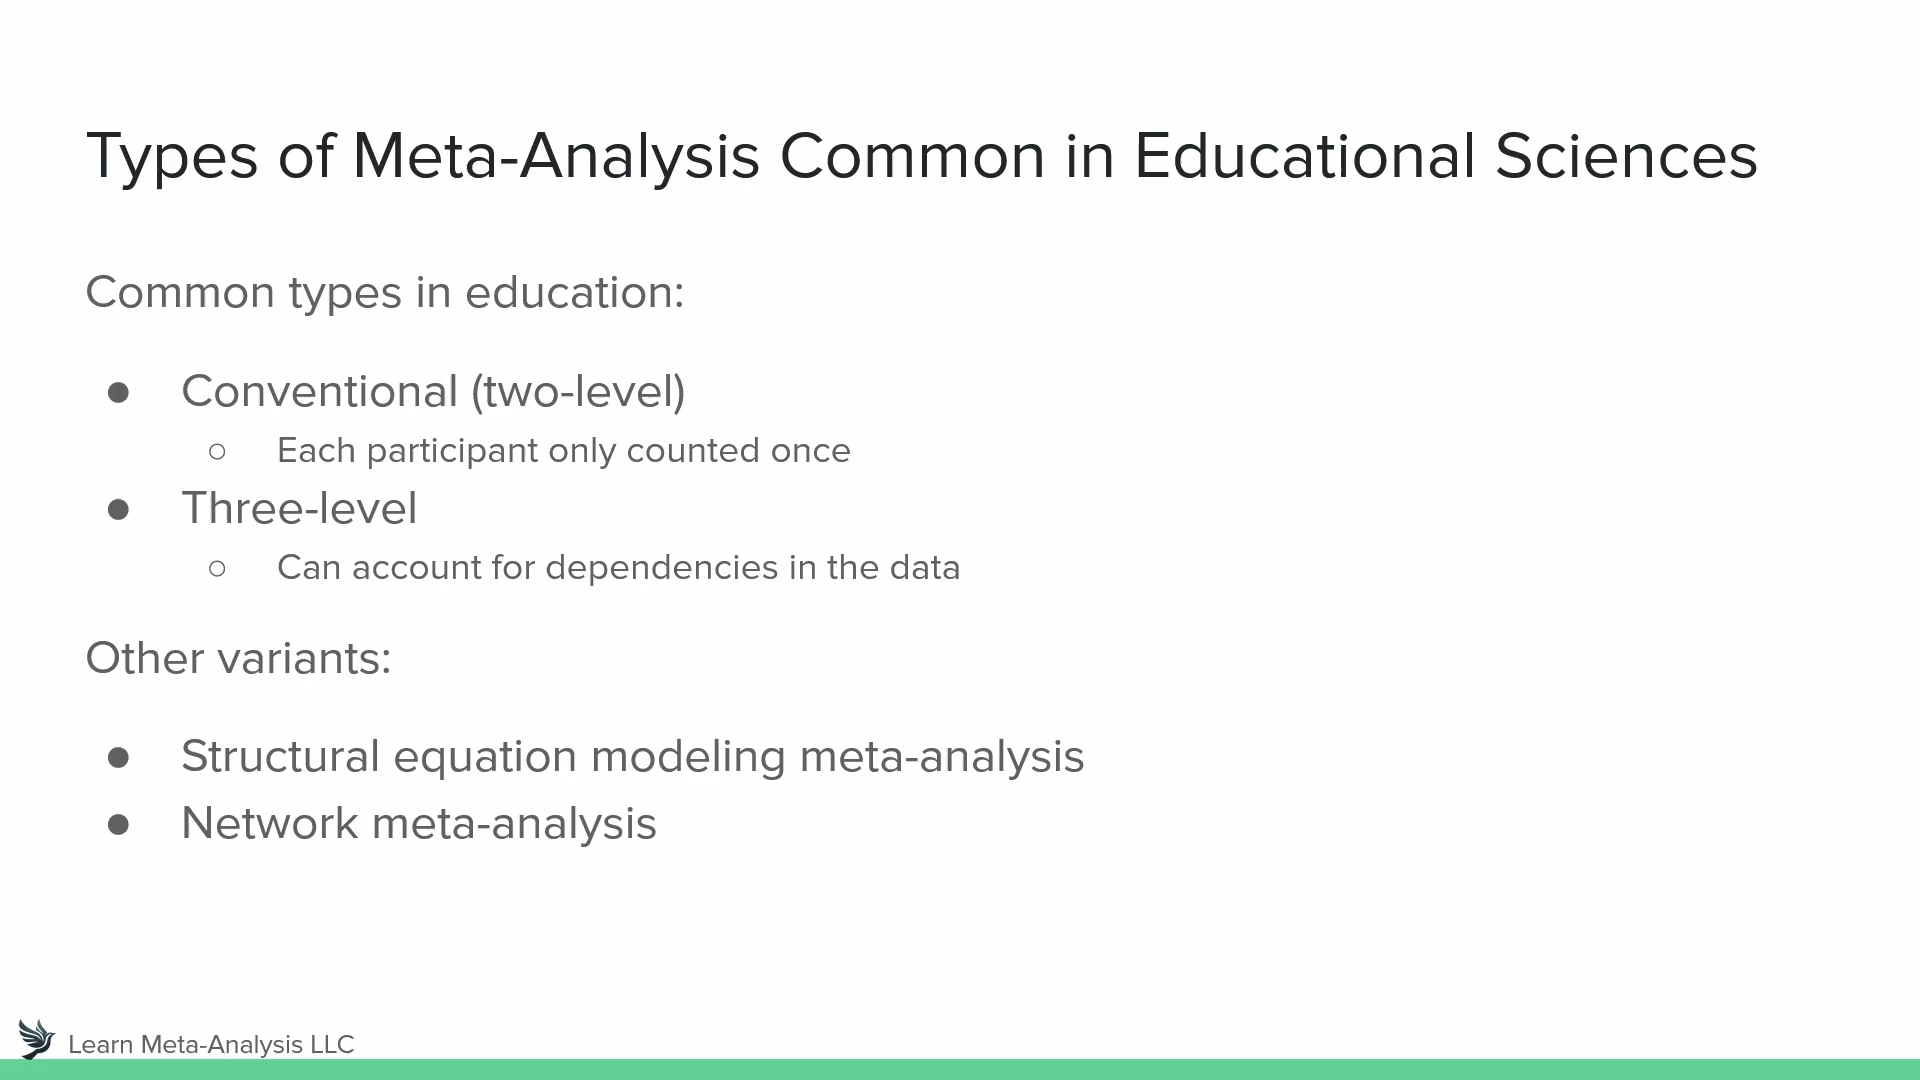 Types of Meta-Analysis Common in Educational Sciences
Common types in education:
● Conventional (two-level)
○ Each participant only counted once
● Three-level
○ Can account for dependencies in the data
Other variants:
● Structural equation modeling meta-analysis
● Network meta-analysis
Learn Meta-Analysis LLC